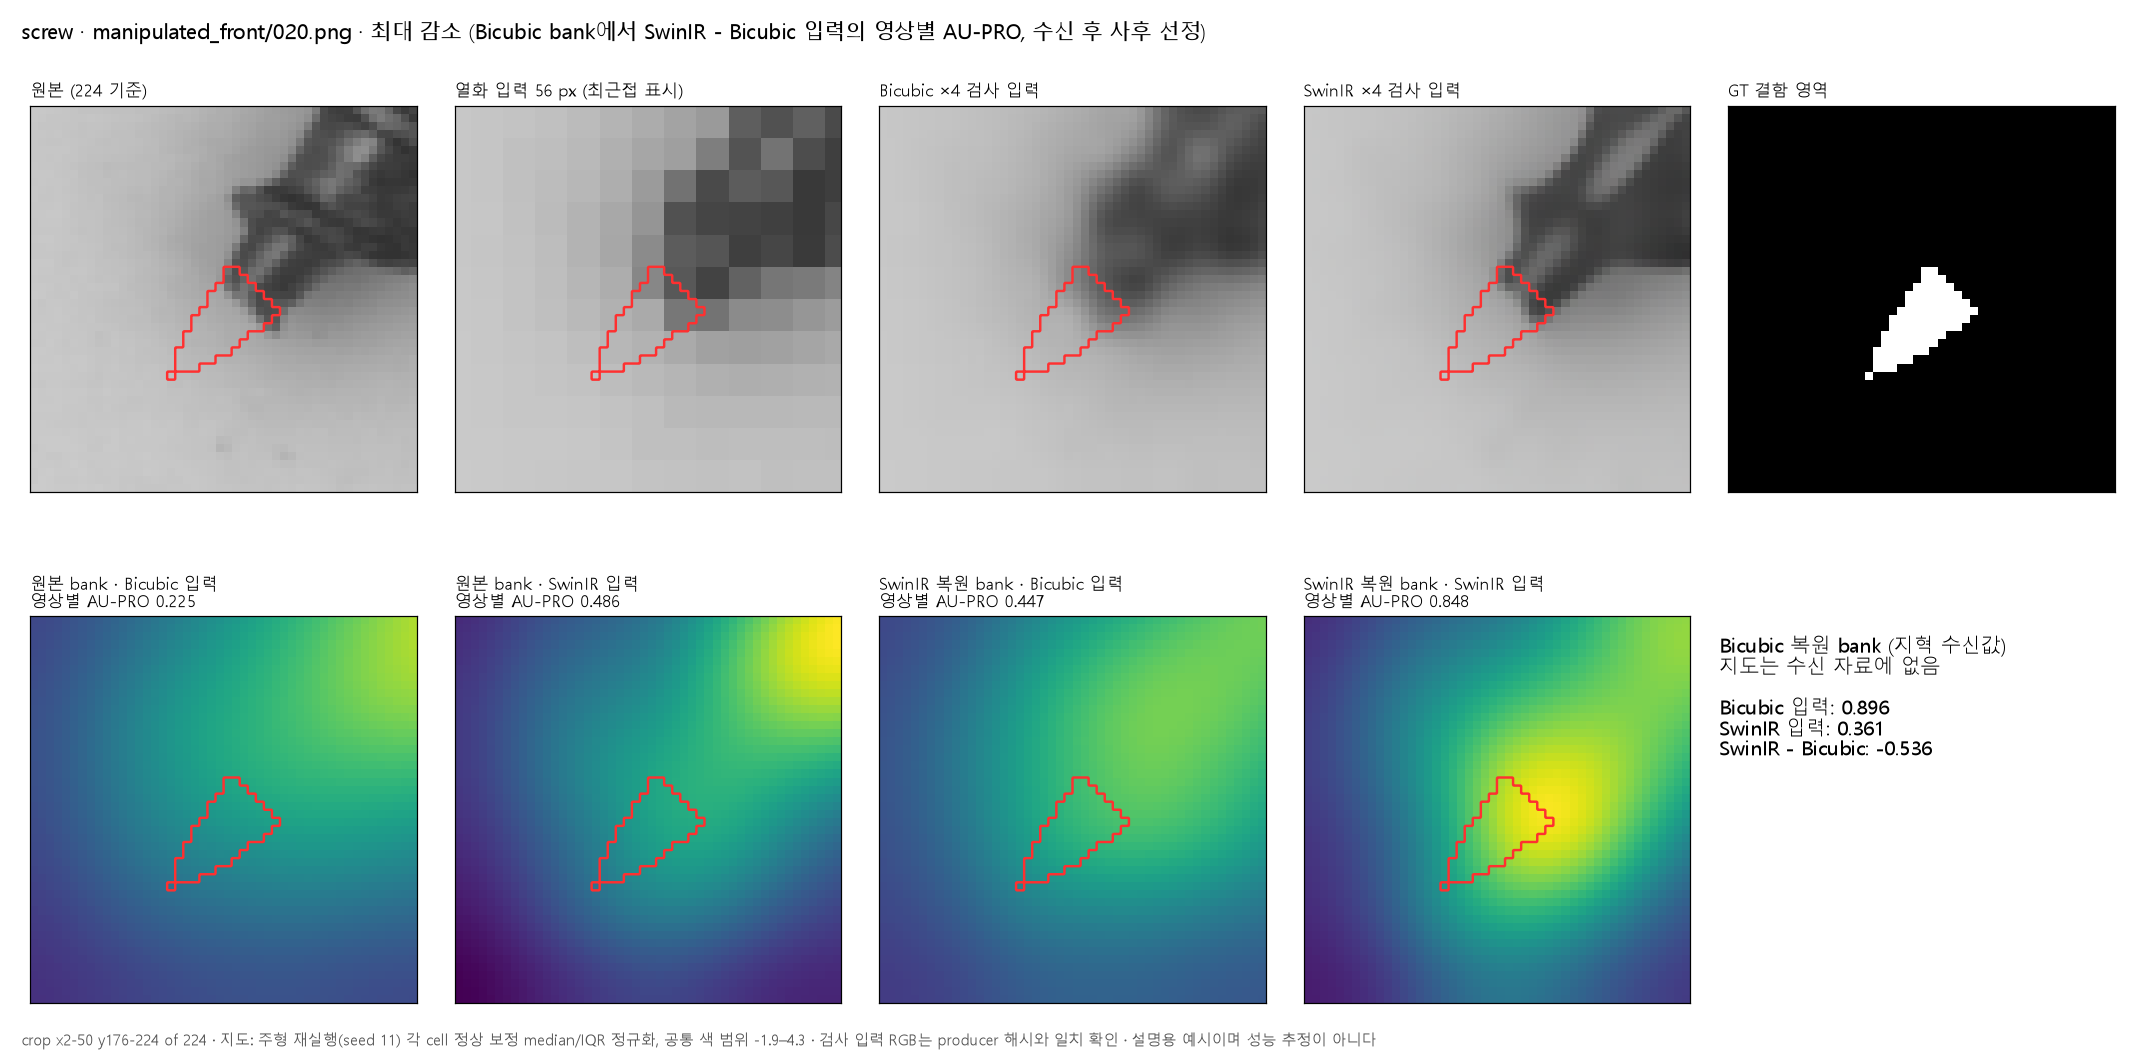 screw · manipulated_front/020.png · 최대 감소 (Bicubic bank에서 SwinIR - Bicubic 입력의 영상별 AU-PRO, 수신 후 사후 선정)
원본 (224 기준)
열화 입력 56 px (최근접 표시)
Bicubic ×4 검사 입력
SwinIR ×4 검사 입력
GT 결함 영역
원본 bank · Bicubic 입력
영상별 AU-PRO 0.225
원본 bank · SwinIR 입력
영상별 AU-PRO 0.486
SwinIR 복원 bank · Bicubic 입력
영상별 AU-PRO 0.447
SwinIR 복원 bank · SwinIR 입력
영상별 AU-PRO 0.848
Bicubic 복원 bank (지혁 수신값)
지도는 수신 자료에 없음
Bicubic 입력: 0.896
SwinIR 입력: 0.361
SwinIR - Bicubic: -0.536
crop x2-50 y176-224 of 224 · 지도: 주형 재실행(seed 11) 각 cell 정상 보정 median/IQR 정규화, 공통 색 범위 -1.9–4.3 · 검사 입력 RGB는 producer 해시와 일치 확인 · 설명용 예시이며 성능 추정이 아니다